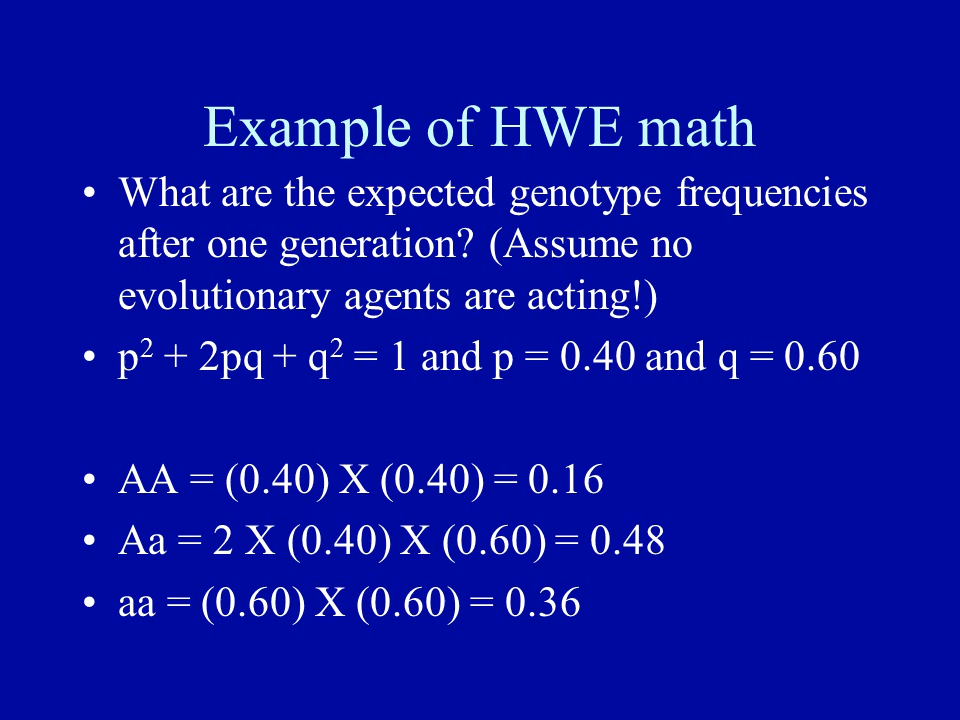 Example of HWE math
• What are the expected genotype frequencies
after one generation? (Assume no
evolutionary agents are acting!)
• p² + 2pq + q² = 1 and p = 0.40 and q = 0.60
• AA = (0.40) X (0.40) = 0.16
• Aa = 2 X (0.40) X (0.60) = 0.48
• aa = (0.60) X (0.60) = 0.36